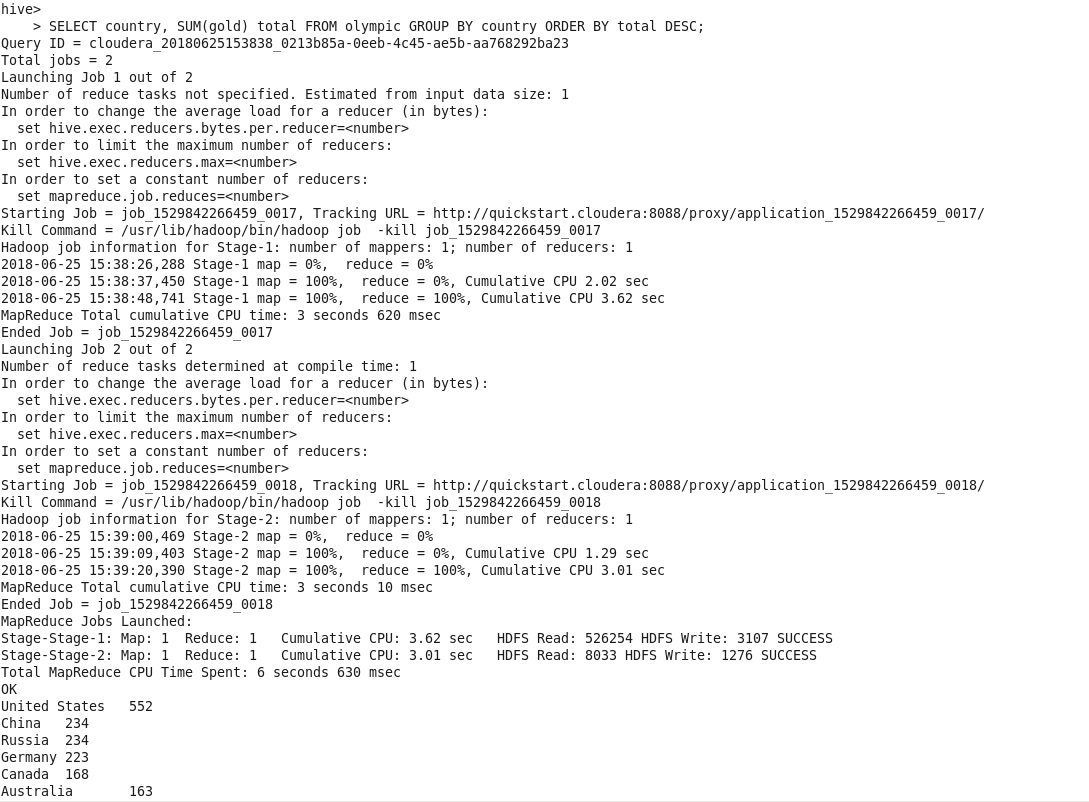 hive>
    > SELECT country, SUM(gold) total FROM olympic GROUP BY country ORDER BY total DESC;
Query ID = cloudera_20180625153838_0213b85a-0eeb-4c45-ae5b-aa768292ba23
Total jobs = 2
Launching Job 1 out of 2
Number of reduce tasks not specified. Estimated from input data size: 1
In order to change the average load for a reducer (in bytes):
  set hive.exec.reducers.bytes.per.reducer=<number>
In order to limit the maximum number of reducers:
  set hive.exec.reducers.max=<number>
In order to set a constant number of reducers:
  set mapreduce.job.reduces=<number>
Starting Job = job_1529842266459_0017, Tracking URL = http://quickstart.cloudera:8088/proxy/application_1529842266459_0017/
Kill Command = /usr/lib/hadoop/bin/hadoop job  -kill job_1529842266459_0017
Hadoop job information for Stage-1: number of mappers: 1; number of reducers: 1
2018-06-25 15:38:26,288 Stage-1 map = 0%,  reduce = 0%
2018-06-25 15:38:37,450 Stage-1 map = 100%,  reduce = 0%, Cumulative CPU 2.02 sec
2018-06-25 15:38:48,741 Stage-1 map = 100%,  reduce = 100%, Cumulative CPU 3.62 sec
MapReduce Total cumulative CPU time: 3 seconds 620 msec
Ended Job = job_1529842266459_0017
Launching Job 2 out of 2
Number of reduce tasks determined at compile time: 1
In order to change the average load for a reducer (in bytes):
  set hive.exec.reducers.bytes.per.reducer=<number>
In order to limit the maximum number of reducers:
  set hive.exec.reducers.max=<number>
In order to set a constant number of reducers:
  set mapreduce.job.reduces=<number>
Starting Job = job_1529842266459_0018, Tracking URL = http://quickstart.cloudera:8088/proxy/application_1529842266459_0018/
Kill Command = /usr/lib/hadoop/bin/hadoop job  -kill job_1529842266459_0018
Hadoop job information for Stage-2: number of mappers: 1; number of reducers: 1
2018-06-25 15:39:00,469 Stage-2 map = 0%,  reduce = 0%
2018-06-25 15:39:09,403 Stage-2 map = 100%,  reduce = 0%, Cumulative CPU 1.29 sec
2018-06-25 15:39:20,390 Stage-2 map = 100%,  reduce = 100%, Cumulative CPU 3.01 sec
MapReduce Total cumulative CPU time: 3 seconds 10 msec
Ended Job = job_1529842266459_0018
MapReduce Jobs Launched:
Stage-Stage-1: Map: 1  Reduce: 1   Cumulative CPU: 3.62 sec   HDFS Read: 526254 HDFS Write: 3107 SUCCESS
Stage-Stage-2: Map: 1  Reduce: 1   Cumulative CPU: 3.01 sec   HDFS Read: 8033 HDFS Write: 1276 SUCCESS
Total MapReduce CPU Time Spent: 6 seconds 630 msec
OK
United States   552
China   234
Russia  234
Germany 223
Canada  168
Australia       163